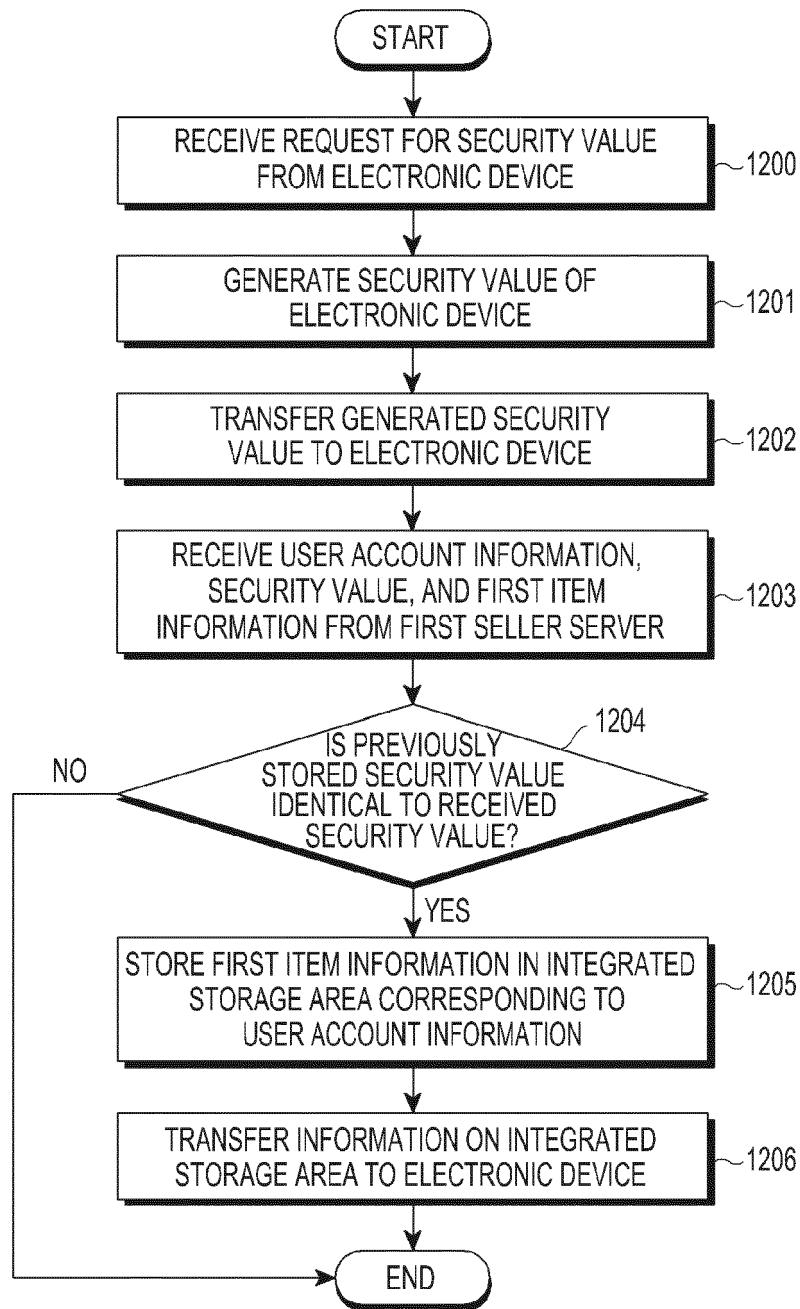 START
RECEIVE REQUEST FOR SECURITY VALUE
FROM ELECTRONIC DEVICE
1200
GENERATE SECURITY VALUE OF
ELECTRONIC DEVICE
1201
TRANSFER GENERATED SECURITY
VALUE TO ELECTRONIC DEVICE
1202
RECEIVE USER ACCOUNT INFORMATION,
SECURITY VALUE, AND FIRST ITEM
INFORMATION FROM FIRST SELLER SERVER
1203
1204
IS PREVIOUSLY
STORED SECURITY VALUE
IDENTICAL TO RECEIVED
SECURITY VALUE?
NO
YES
STORE FIRST ITEM INFORMATION IN INTEGRATED
STORAGE AREA CORRESPONDING TO
USER ACCOUNT INFORMATION
1205
TRANSFER INFORMATION ON INTEGRATED
STORAGE AREA TO ELECTRONIC DEVICE
1206
END